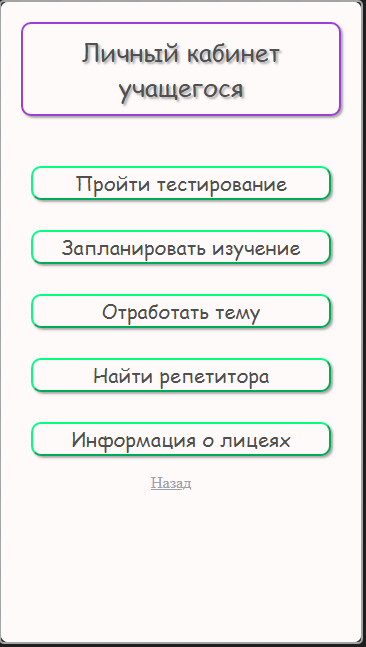 Личный кабинет
учащегося
Пройти тестирование
Запланировать изучение
Отработать тему
Найти репетитора
Информация о лицеях
Назад